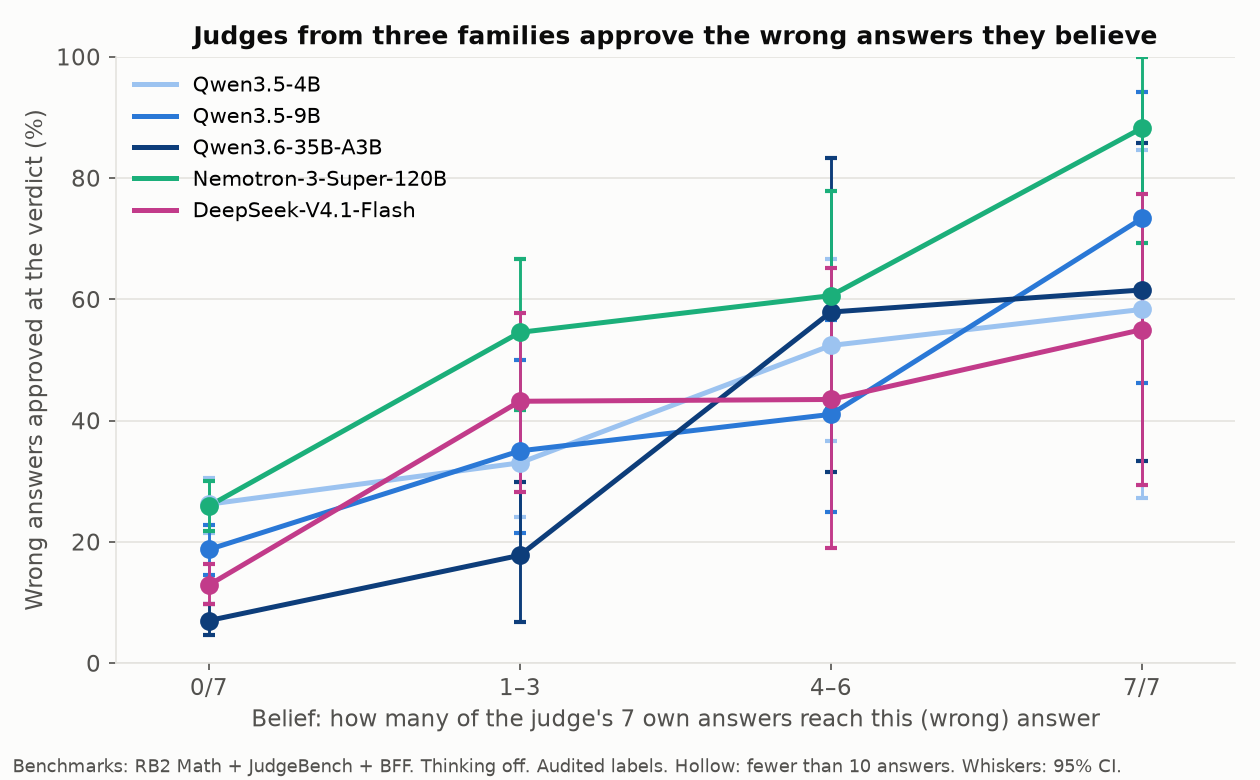 Judges from three families approve the wrong answers they believe
Wrong answers approved at the verdict (%)
100
80
60
40
20
0
Qwen3.5-4B
Qwen3.5-9B
Qwen3.6-35B-A3B
Nemotron-3-Super-120B
DeepSeek-V4.1-Flash
0/7 1–3 4–6 7/7
Belief: how many of the judge's 7 own answers reach this (wrong) answer
Benchmarks: RB2 Math + JudgeBench + BFF. Thinking off. Audited labels. Hollow: fewer than 10 answers. Whiskers: 95% CI.